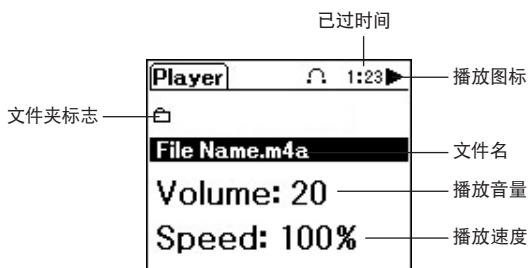 已过时间
Player 1:23 播放图标
文件夹标志
File Name.m4a 文件名
Volume: 20 播放音量
Speed: 100% 播放速度